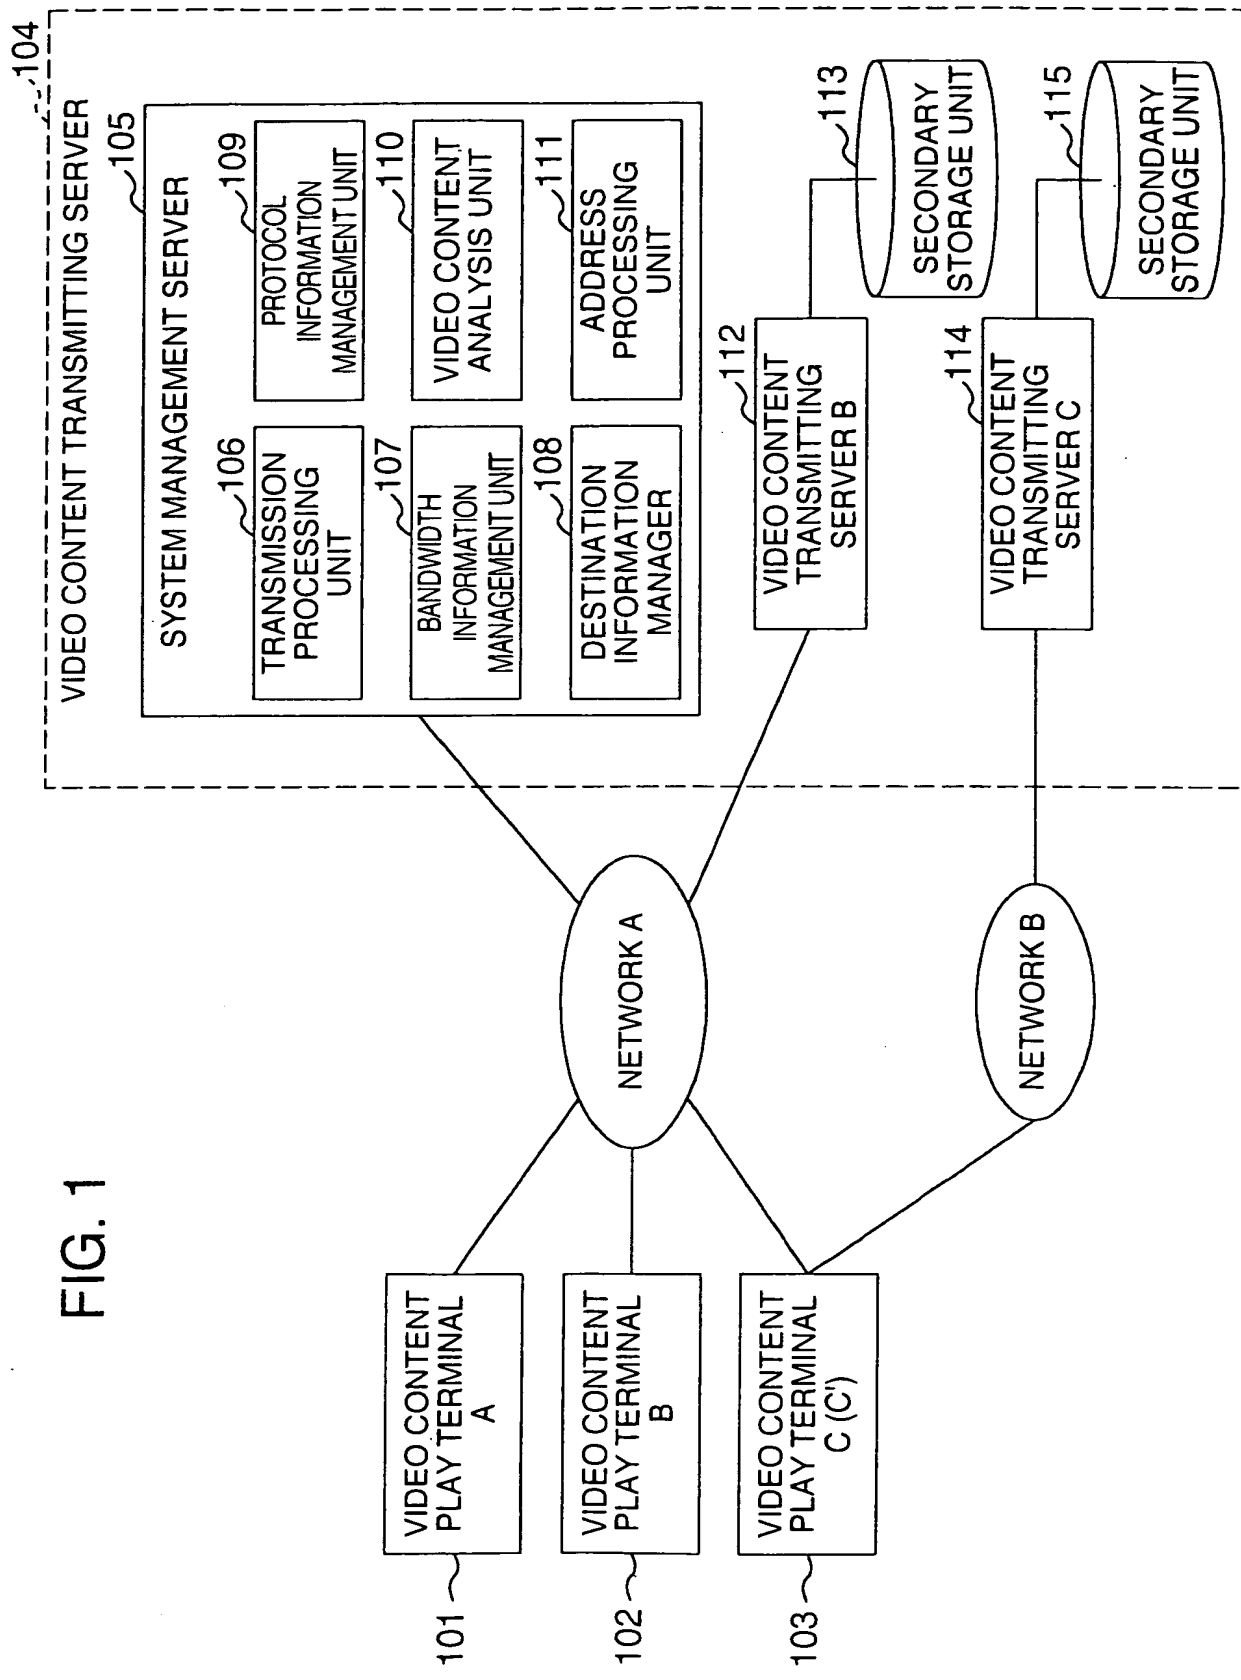 FIG. 1
104
VIDEO CONTENT TRANSMITTING SERVER
105
SYSTEM MANAGEMENT SERVER
106
TRANSMISSION
PROCESSING
UNIT
109
PROTOCOL
INFORMATION
MANAGEMENT UNIT
107
BANDWIDTH
INFORMATION
MANAGEMENT UNIT
110
VIDEO CONTENT
ANALYSIS UNIT
108
DESTINATION
INFORMATION
MANAGER
111
ADDRESS
PROCESSING
UNIT
101
VIDEO CONTENT
PLAY TERMINAL
A
102
VIDEO CONTENT
PLAY TERMINAL
B
103
VIDEO CONTENT
PLAY TERMINAL
C (C')
NETWORK A
NETWORK B
112
VIDEO CONTENT
TRANSMITTING
SERVER B
113
SECONDARY
STORAGE UNIT
114
VIDEO CONTENT
TRANSMITTING
SERVER C
115
SECONDARY
STORAGE UNIT